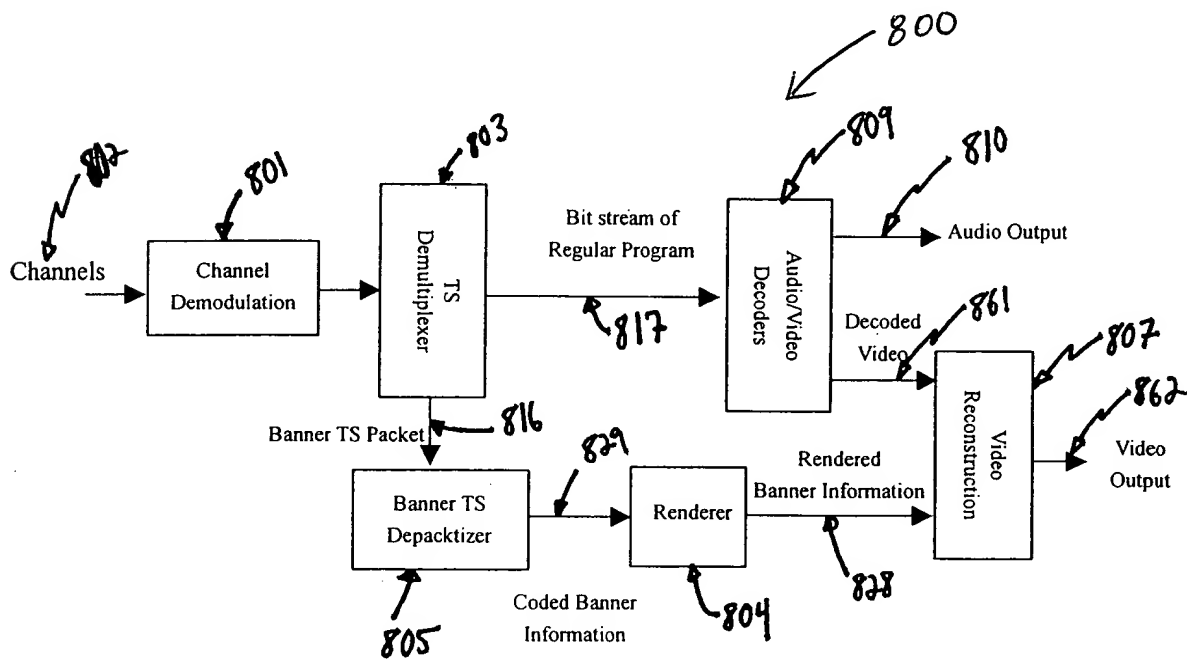 800
809
803
810
802
801
Bit stream of
Regular Program
Audio Output
Channels
Channel
Demodulation
TS
Demultiplexer
Audio/Video
Decoders
817
Decoded
Video
861
807
862
Banner TS Packet
816
829
Rendered
Banner Information
Video
Reconstruction
Video
Output
Banner TS
Depacktizer
Renderer
828
805
Coded Banner
Information
804